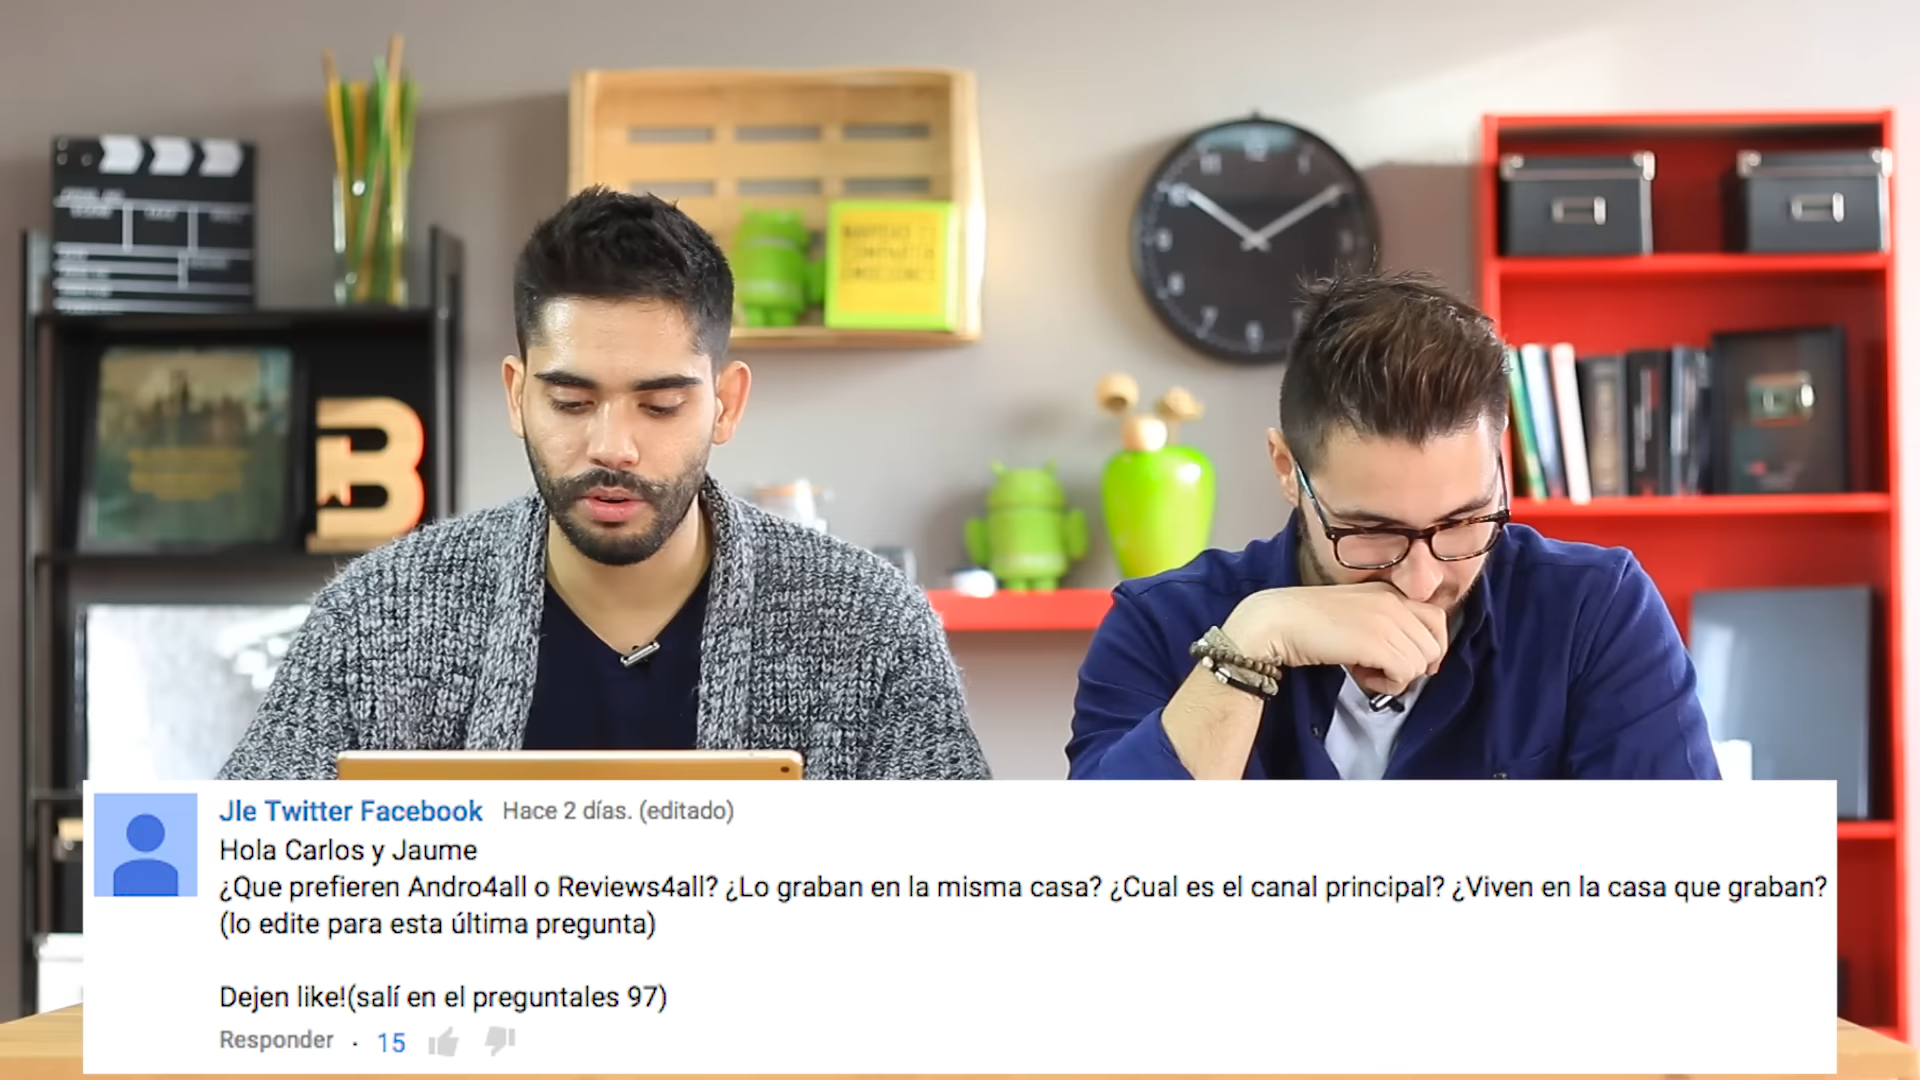 B
Jle Twitter Facebook Hace 2 días. (editado)
Hola Carlos y Jaume
¿Que prefieren Andro4all o Reviews4all? ¿Lo graban en la misma casa? ¿Cual es el canal principal? ¿Viven en la casa que graban?
(lo edite para esta última pregunta)
Dejen like!(salí en el preguntales 97)
Responder · 15